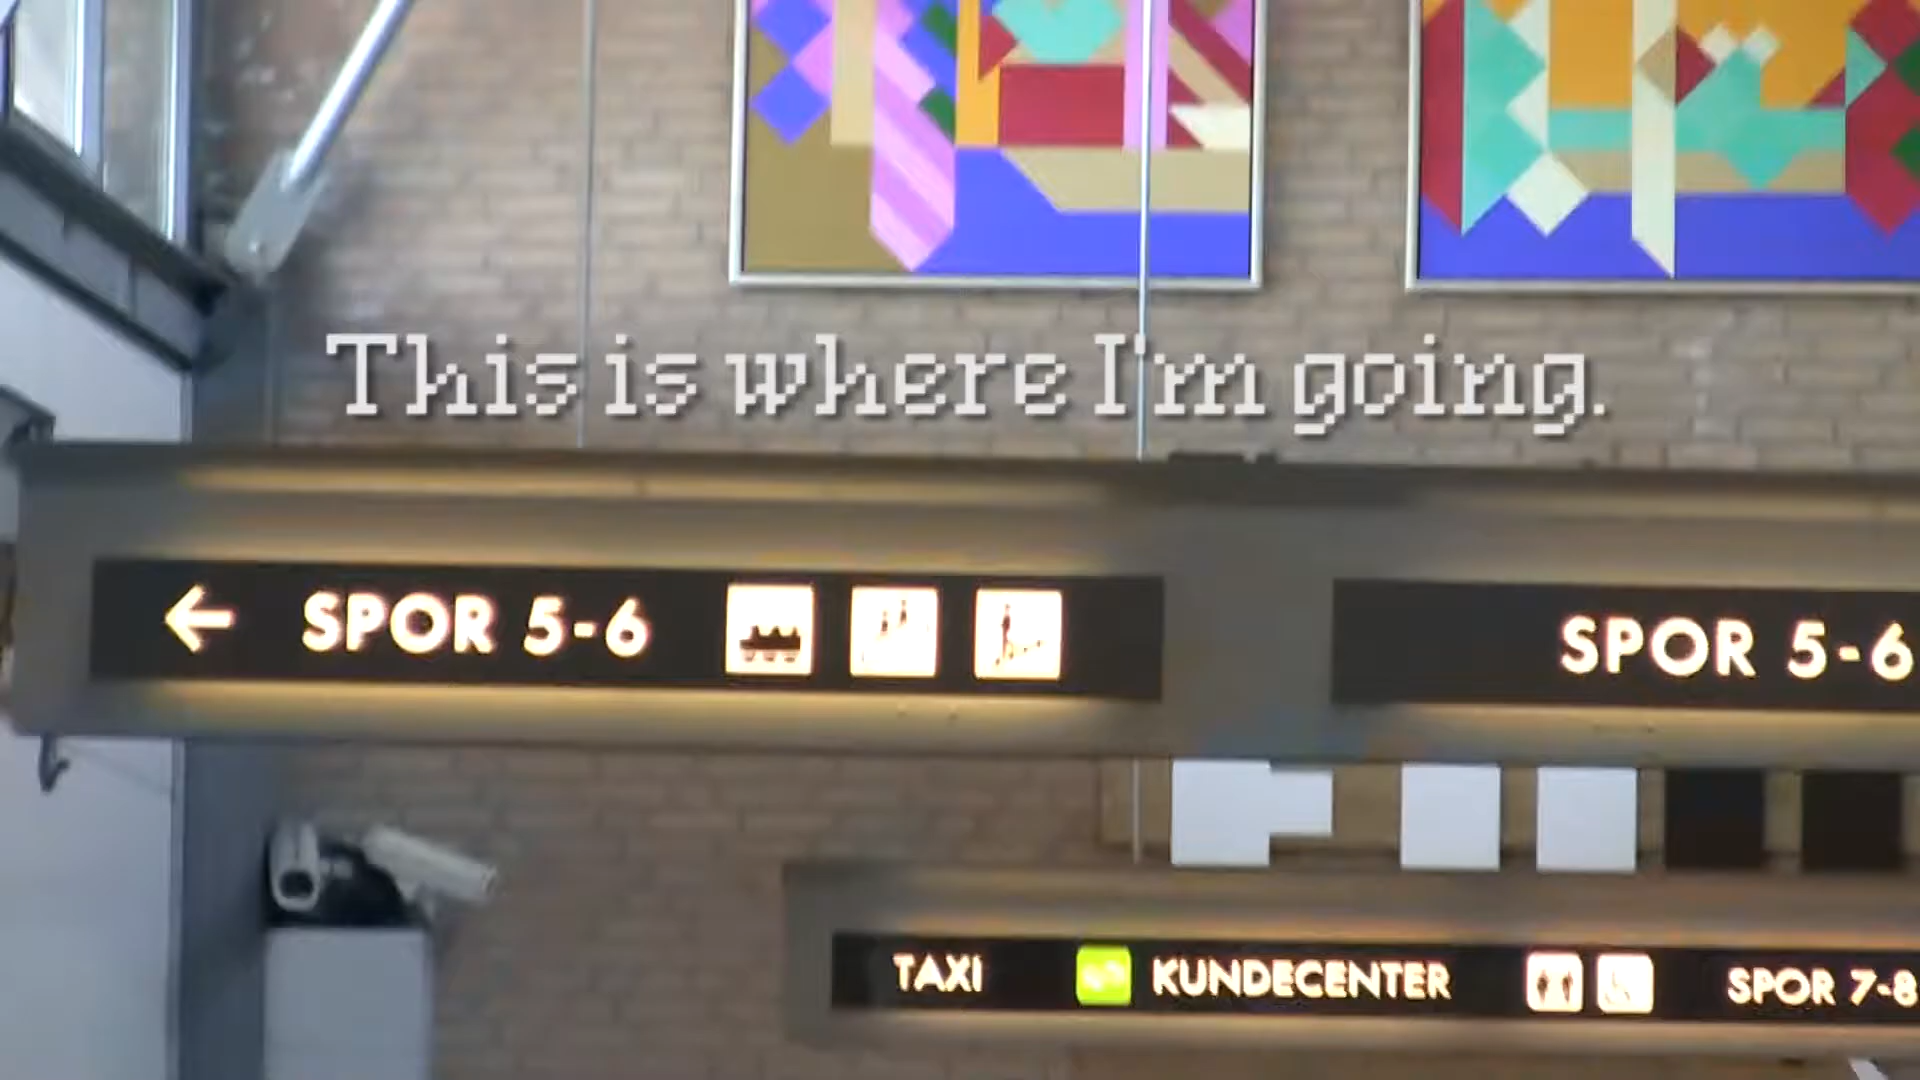 This is where I'm going.
← SPOR 5-6
SPOR 5-6
TAXI KUNDECENTER SPOR 7-8